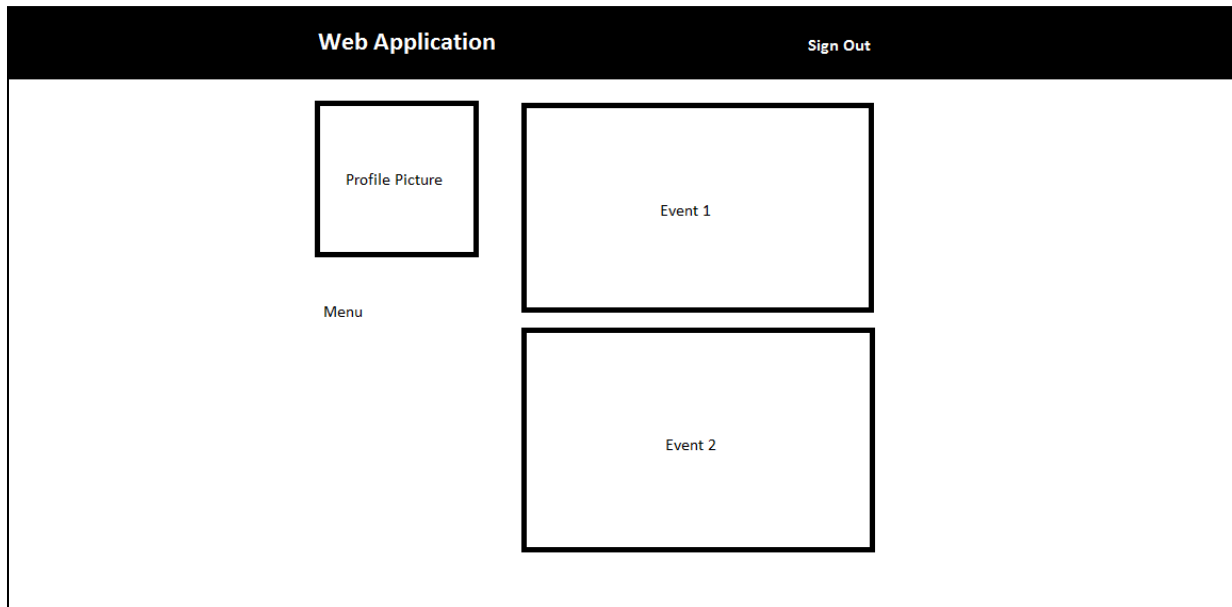 Web Application
Sign Out
Profile Picture
Menu
Event 1
Event 2